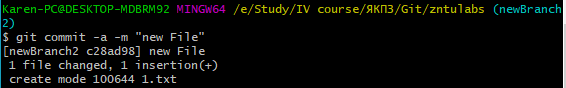 Karen-PC@DESKTOP-MDBRM92 MINGW64 /e/Study/IV course/ЯКПЗ/Git/zntulabs (newBranch
2)
$ git commit -a -m "new File"
[newBranch2 c28ad98] new File
 1 file changed, 1 insertion(+)
 create mode 100644 1.txt